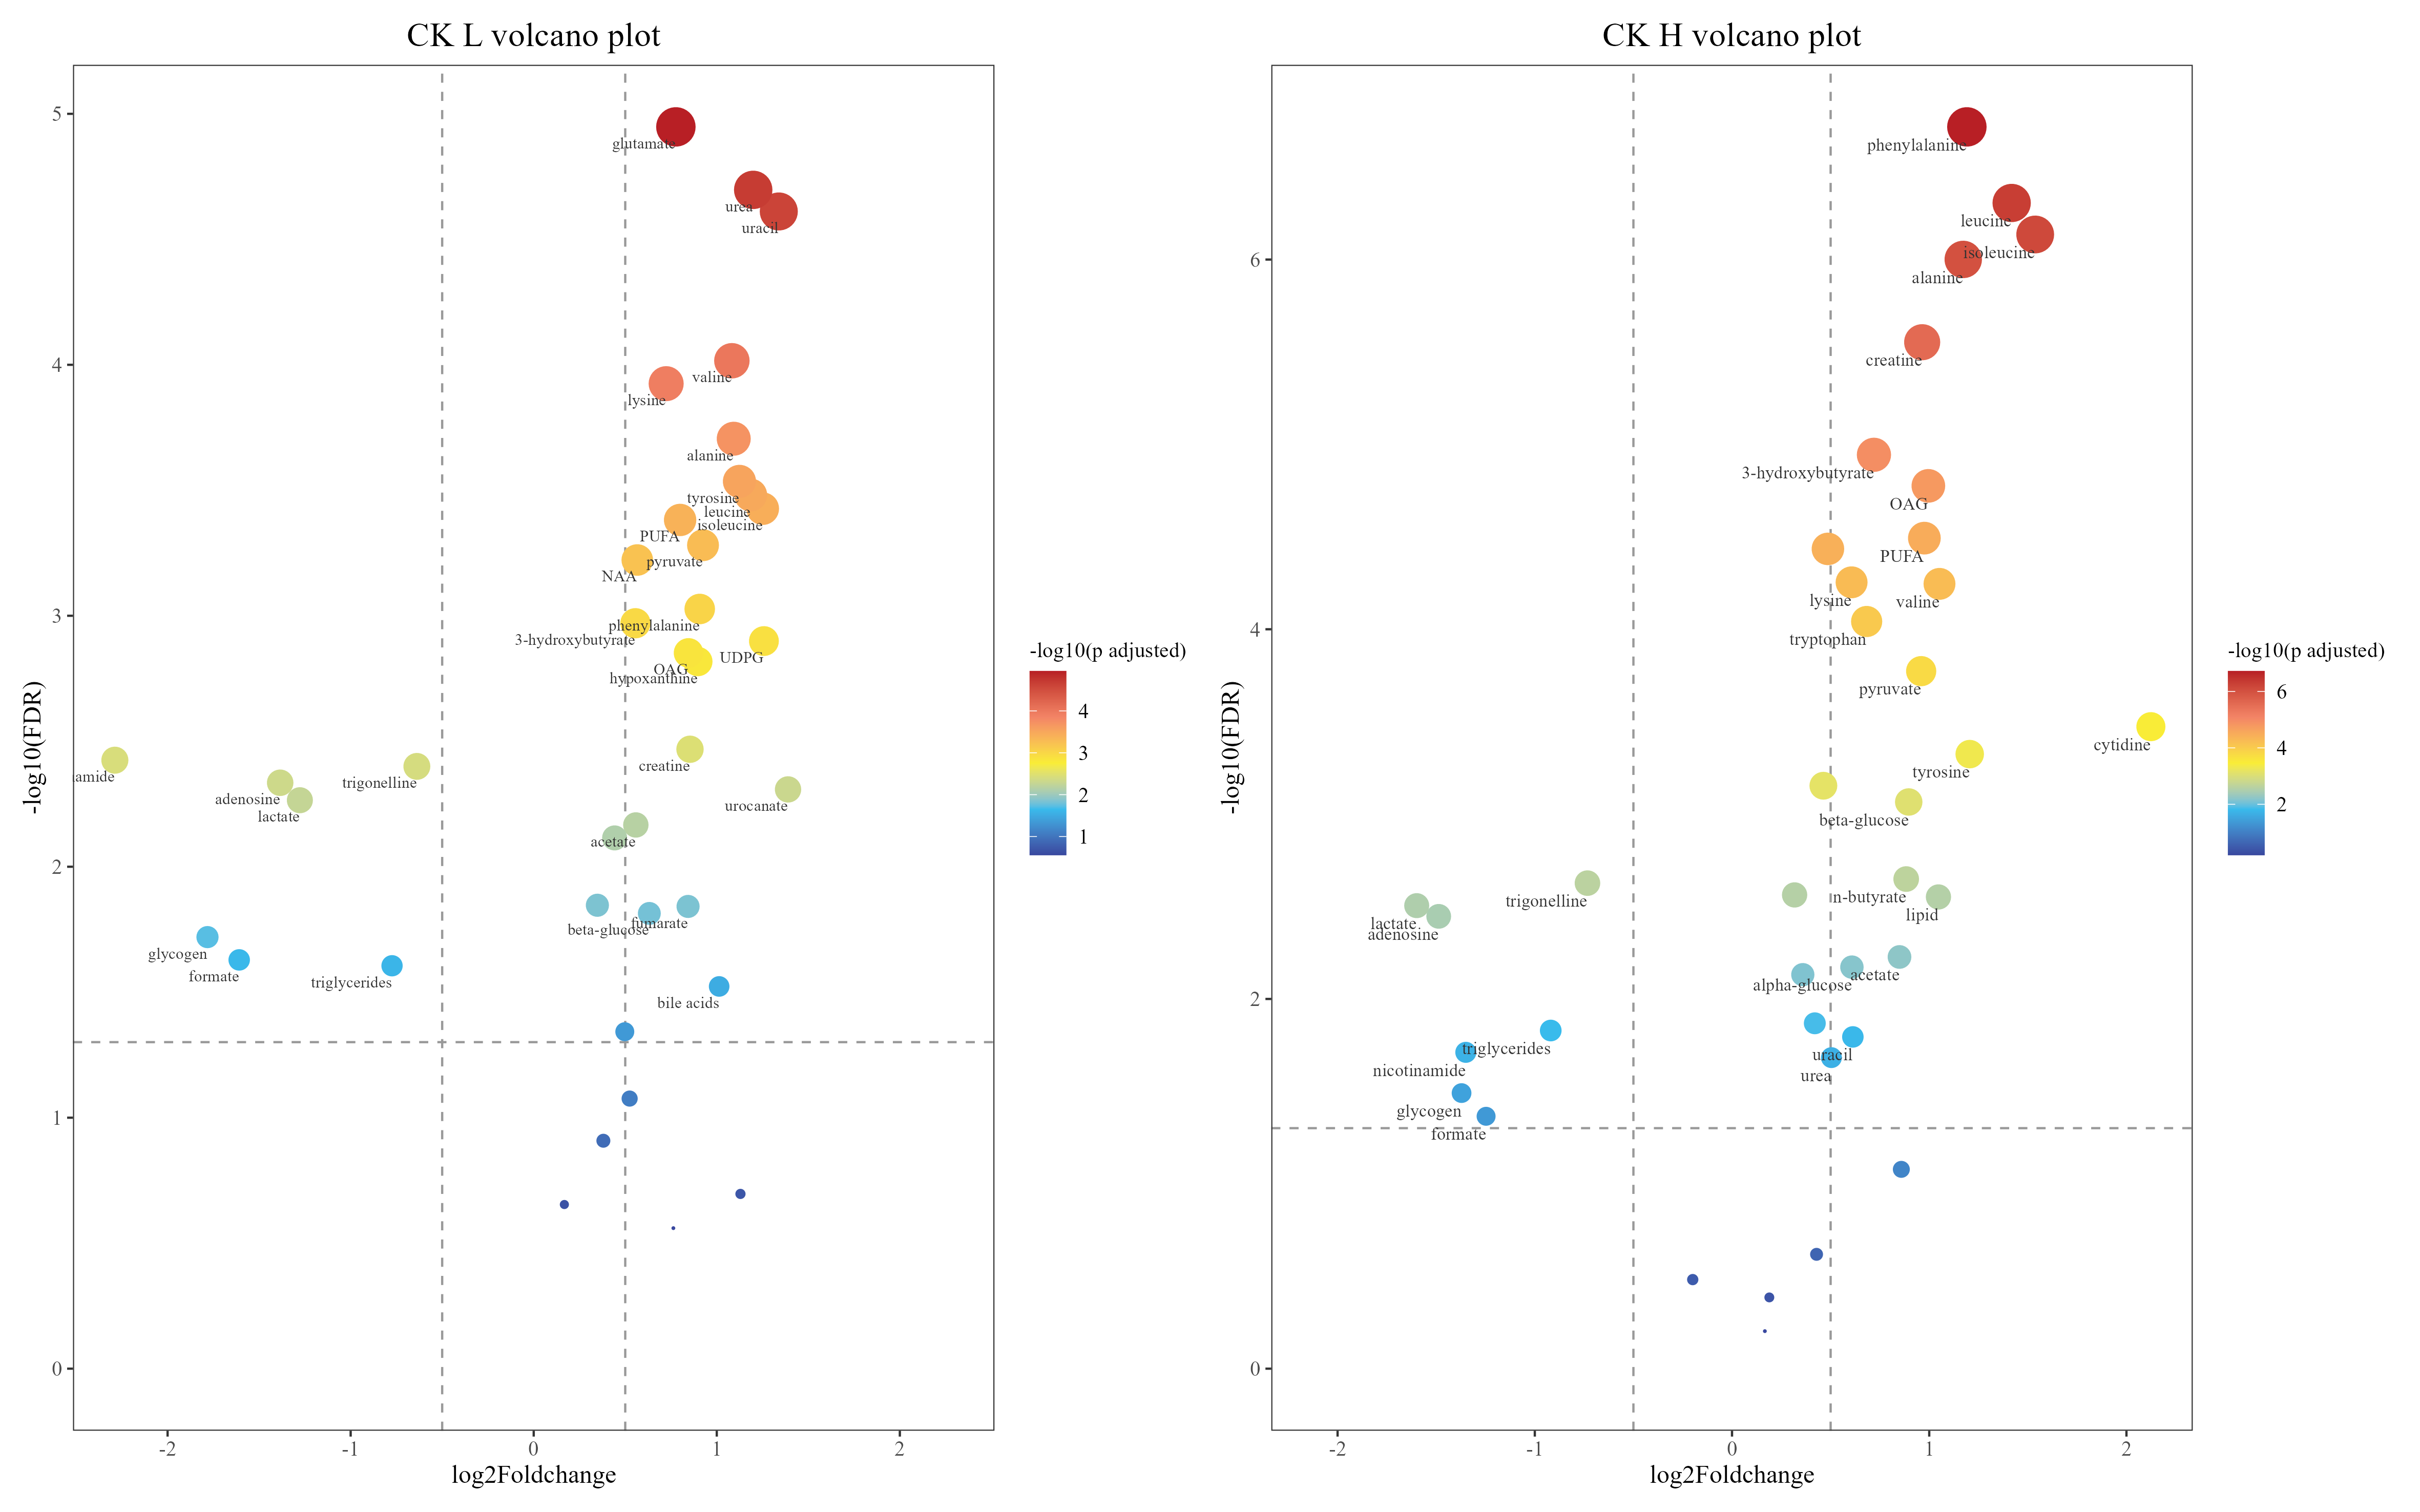 CK L volcano plot
5
4
3
2
1
0
-log10(FDR)
glutamate
urea
uracil
valine
lysine
alanine
tyrosine
leucine
isoleucine
PUFA
pyruvate
NAA
phenylalanine
3-hydroxybutyrate
UDPG
OAG
hypoxanthine
creatine
amide
trigonelline
adenosine
lactate
urocanate
acetate
fumarate
beta-glucose
glycogen
formate
triglycerides
bile acids
-2 -1 0 1 2
log2Foldchange
-log10(p adjusted)
4
3
2
1
CK H volcano plot
6
4
2
0
-log10(FDR)
phenylalanine
leucine
isoleucine
alanine
creatine
3-hydroxybutyrate
OAG
PUFA
lysine
valine
tryptophan
pyruvate
cytidine
tyrosine
beta-glucose
trigonelline
n-butyrate
lipid
lactate
adenosine
acetate
alpha-glucose
triglycerides
uracil
nicotinamide
urea
glycogen
formate
-2 -1 0 1 2
log2Foldchange
-log10(p adjusted)
6
4
2